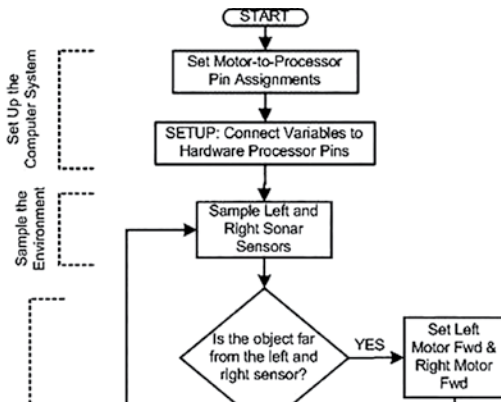 START
Set Up the
Computer System
Set Motor-to-Processor
Pin Assignments
SETUP: Connect Variables to
Hardware Processor Pins
Sample the
Environment
Sample Left and
Right Sonar
Sensors
Is the object far
from the left and
right sensor?
YES
Set Left
Motor Fwd &
Right Motor
Fwd